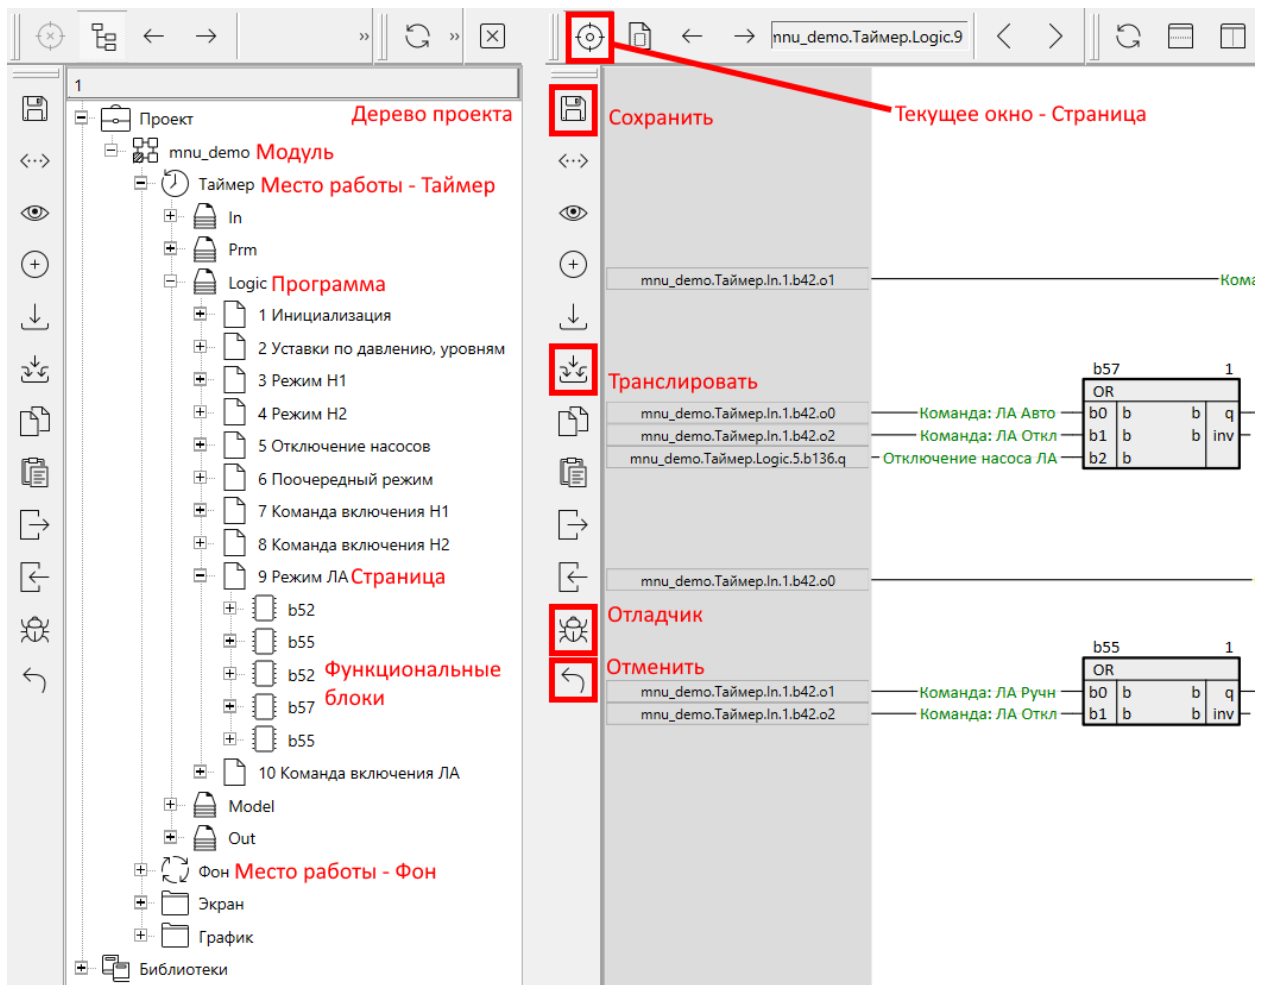 »
»
mnu_demo.Таймер.Logic.9
1
Проект
Дерево проекта
mnu_demo Модуль
Таймер Место работы - Таймер
In
Prm
Logic Программа
1 Инициализация
2 Уставки по давлению, уровням
3 Режим Н1
4 Режим Н2
5 Отключение насосов
6 Поочередный режим
7 Команда включения Н1
8 Команда включения Н2
9 Режим ЛА Страница
b52
b55
b52
Функциональные
блоки
b57
b55
10 Команда включения ЛА
Model
Out
Фон Место работы - Фон
Экран
График
Библиотеки
Сохранить
Текущее окно - Страница
mnu_demo.Таймер.In.1.b42.o1
Кома
Транслировать
b57 1
OR
mnu_demo.Таймер.In.1.b42.o0 Команда: ЛА Авто b0 b b q
mnu_demo.Таймер.In.1.b42.o2 Команда: ЛА Откл b1 b b inv
mnu_demo.Таймер.Logic.5.b136.q Отключение насоса ЛА b2 b
mnu_demo.Таймер.In.1.b42.o0
Отладчик
Отменить
b55 1
OR
mnu_demo.Таймер.In.1.b42.o1 Команда: ЛА Ручн b0 b b q
mnu_demo.Таймер.In.1.b42.o2 Команда: ЛА Откл b1 b b inv